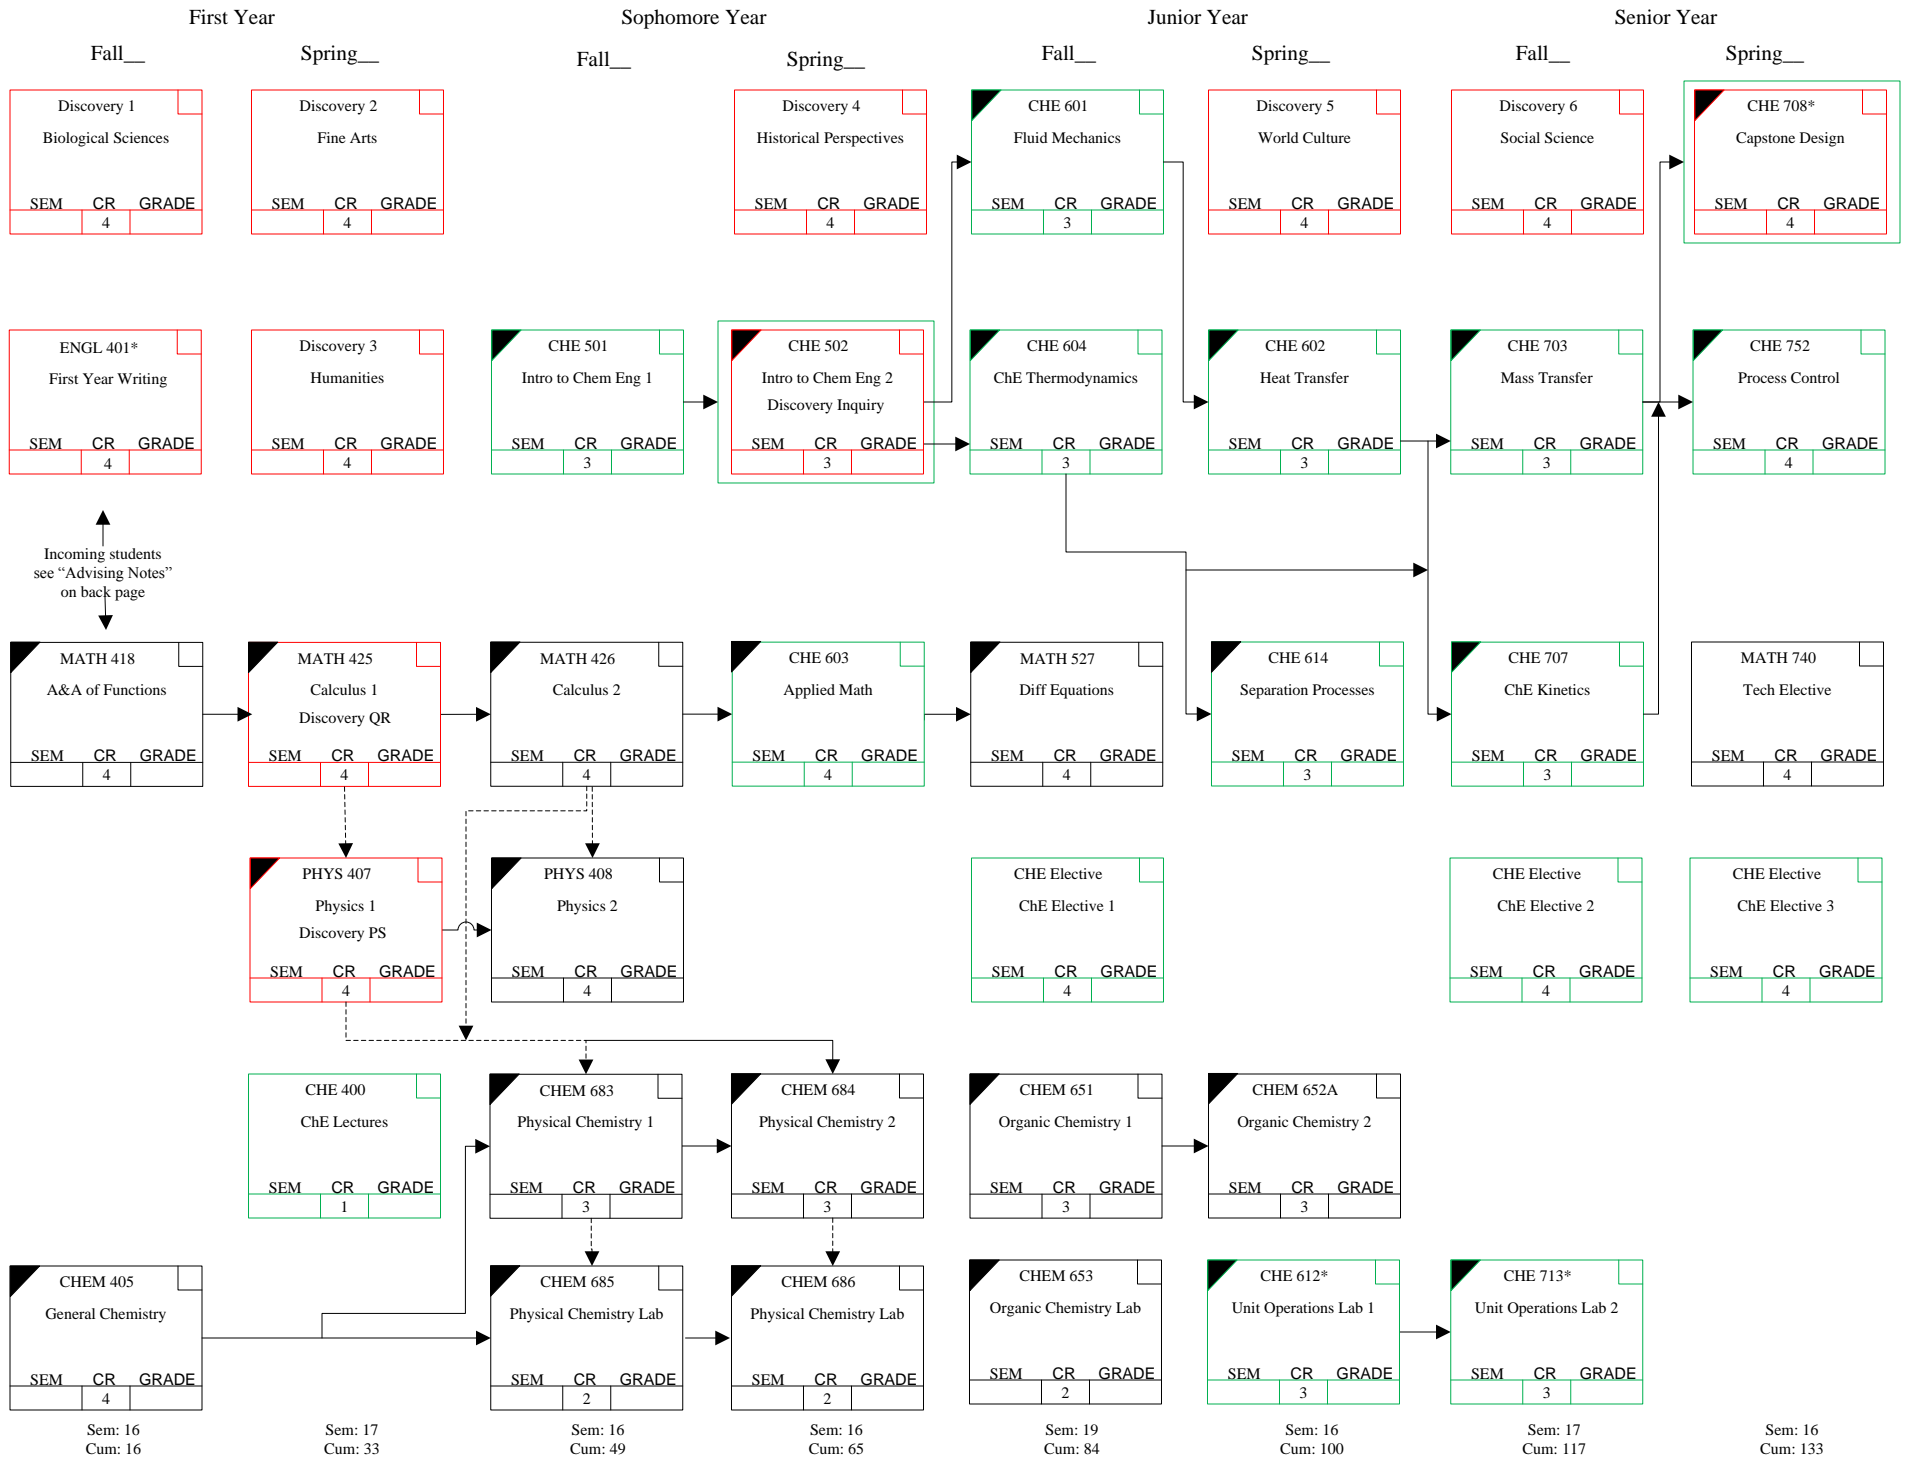 First Year
Sophomore Year
Junior Year
Senior Year
Fall__
Spring__
Fall__
Spring__
Fall__
Spring__
Fall__
Spring__
Discovery 1
Biological Sciences
SEM CR GRADE
4
Discovery 2
Fine Arts
SEM CR GRADE
4
Discovery 4
Historical Perspectives
SEM CR GRADE
4
CHE 601
Fluid Mechanics
SEM CR GRADE
3
Discovery 5
World Culture
SEM CR GRADE
4
Discovery 6
Social Science
SEM CR GRADE
4
CHE 708*
Capstone Design
SEM CR GRADE
4
ENGL 401*
First Year Writing
SEM CR GRADE
4
Discovery 3
Humanities
SEM CR GRADE
4
CHE 501
Intro to Chem Eng 1
SEM CR GRADE
3
CHE 502
Intro to Chem Eng 2
Discovery Inquiry
SEM CR GRADE
3
CHE 604
ChE Thermodynamics
SEM CR GRADE
3
CHE 602
Heat Transfer
SEM CR GRADE
3
CHE 703
Mass Transfer
SEM CR GRADE
3
CHE 752
Process Control
SEM CR GRADE
4
Incoming students
see “Advising Notes”
on back page
MATH 418
A&A of Functions
SEM CR GRADE
4
MATH 425
Calculus 1
Discovery QR
SEM CR GRADE
4
MATH 426
Calculus 2
SEM CR GRADE
4
CHE 603
Applied Math
SEM CR GRADE
4
MATH 527
Diff Equations
SEM CR GRADE
4
CHE 614
Separation Processes
SEM CR GRADE
3
CHE 707
ChE Kinetics
SEM CR GRADE
3
MATH 740
Tech Elective
SEM CR GRADE
4
PHYS 407
Physics 1
Discovery PS
SEM CR GRADE
4
PHYS 408
Physics 2
SEM CR GRADE
4
CHE Elective
ChE Elective 1
SEM CR GRADE
4
CHE Elective
ChE Elective 2
SEM CR GRADE
4
CHE Elective
ChE Elective 3
SEM CR GRADE
4
CHE 400
ChE Lectures
SEM CR GRADE
1
CHEM 683
Physical Chemistry 1
SEM CR GRADE
3
CHEM 684
Physical Chemistry 2
SEM CR GRADE
3
CHEM 651
Organic Chemistry 1
SEM CR GRADE
3
CHEM 652A
Organic Chemistry 2
SEM CR GRADE
3
CHEM 405
General Chemistry
SEM CR GRADE
4
CHEM 685
Physical Chemistry Lab
SEM CR GRADE
2
CHEM 686
Physical Chemistry Lab
SEM CR GRADE
2
CHEM 653
Organic Chemistry Lab
SEM CR GRADE
2
CHE 612*
Unit Operations Lab 1
SEM CR GRADE
3
CHE 713*
Unit Operations Lab 2
SEM CR GRADE
3
Sem: 16
Cum: 16
Sem: 17
Cum: 33
Sem: 16
Cum: 49
Sem: 16
Cum: 65
Sem: 19
Cum: 84
Sem: 16
Cum: 100
Sem: 17
Cum: 117
Sem: 16
Cum: 133